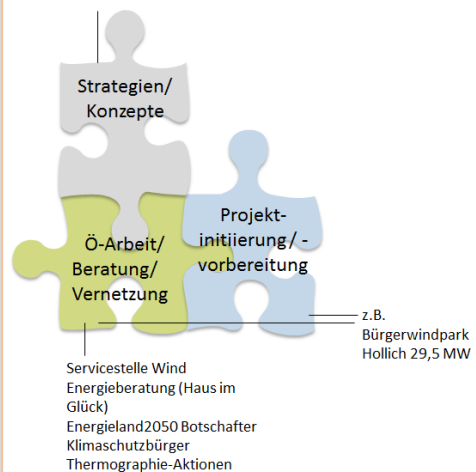 Strategien/
Konzepte
Ö-Arbeit/
Beratung/
Vernetzung
Projekt-
initiierung/ -
vorbereitung
z.B.
Bürgerwindpark
Hollich 29,5 MW
Servicestelle Wind
Energieberatung (Haus im
Glück)
Energieland2050 Botschafter
Klimaschutzbürger
Thermographie-Aktionen